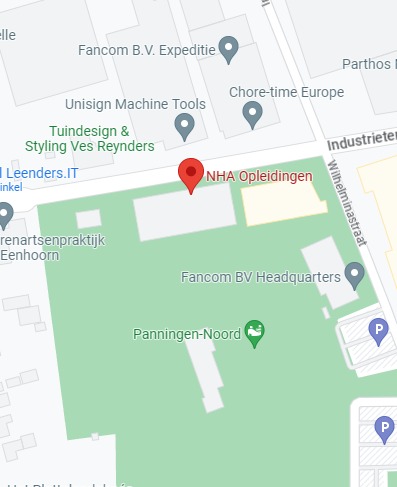 elle
Fancom B.V. Expeditie
Parthos
Unisign Machine Tools
Chore-time Europe
Tuindesign &
Styling Ves Reynders
Industrieter
Leenders.IT
inkel
NHA Opleidingen
Wilhelminastraat
renartsenpraktijk
Eenhoorn
Fancom BV Headquarters
Panningen-Noord
P
P